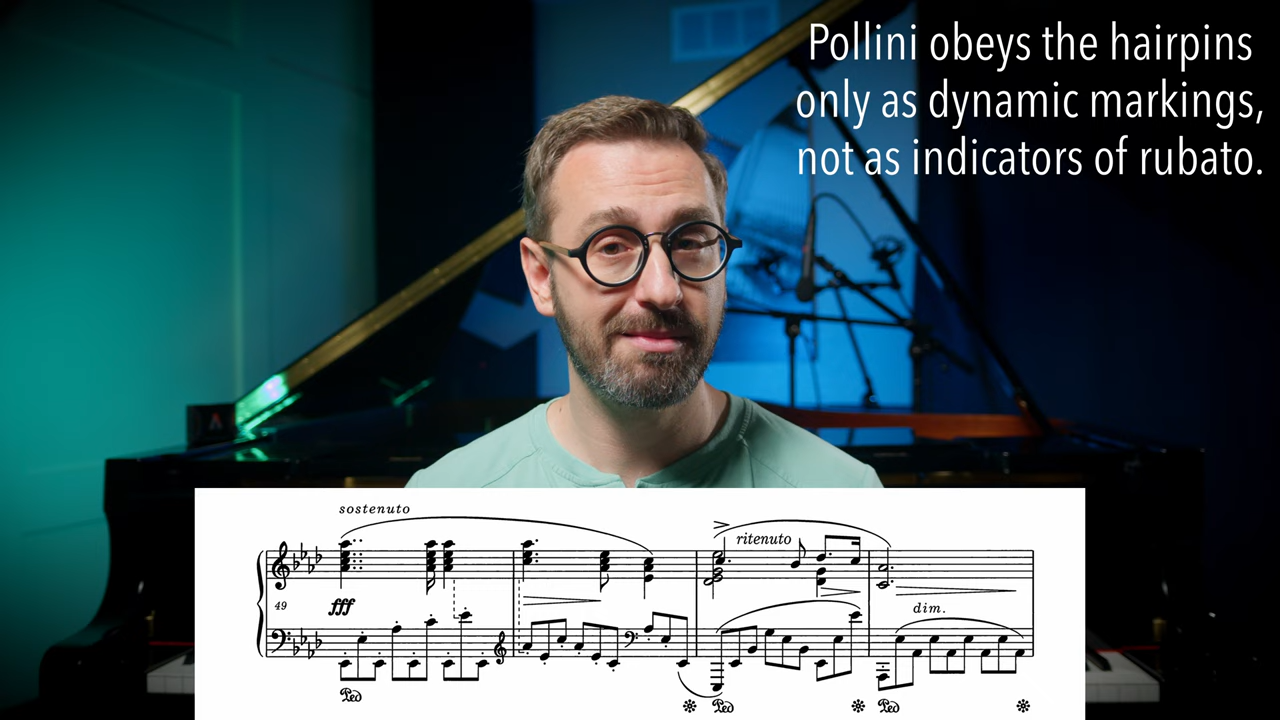 Pollini obeys the hairpins
only as dynamic markings,
not as indicators of rubato.
sostenuto
ritenuto
49
fff
dim.
Ped
Ped
Ped